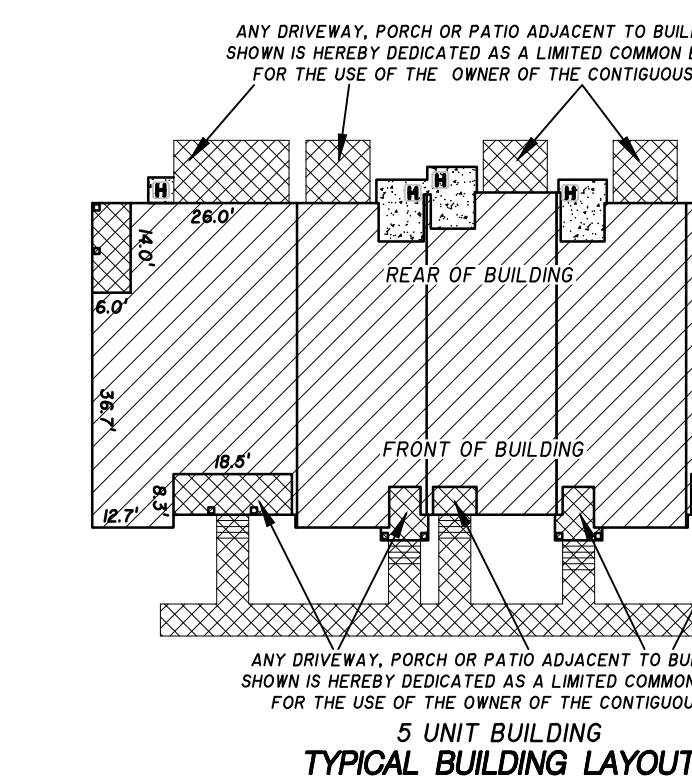 ANY DRIVEWAY, PORCH OR PATIO ADJACENT TO BUIL
SHOWN IS HEREBY DEDICATED AS A LIMITED COMMON E
FOR THE USE OF THE OWNER OF THE CONTIGUOUS
H
H
H
H
26.0'
14.0'
REAR OF BUILDING
6.0'
36.7'
FRONT OF BUILDING
18.5'
8.3'
12.7'
ANY DRIVEWAY, PORCH OR PATIO ADJACENT TO BUI
SHOWN IS HEREBY DEDICATED AS A LIMITED COMMON
FOR THE USE OF THE OWNER OF THE CONTIGUOU
5 UNIT BUILDING
TYPICAL BUILDING LAYOUT